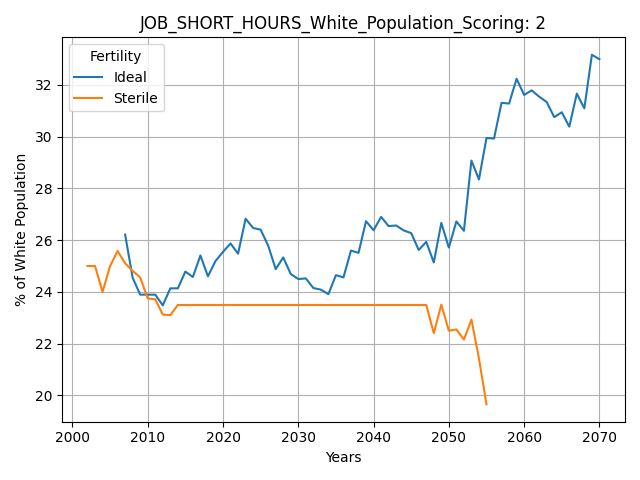 JOB_SHORT_HOURS_White_Population_Scoring: 2
Fertility
Ideal
Sterile
% of White Population
32
30
28
26
24
22
20
2000 2010 2020 2030 2040 2050 2060 2070
Years